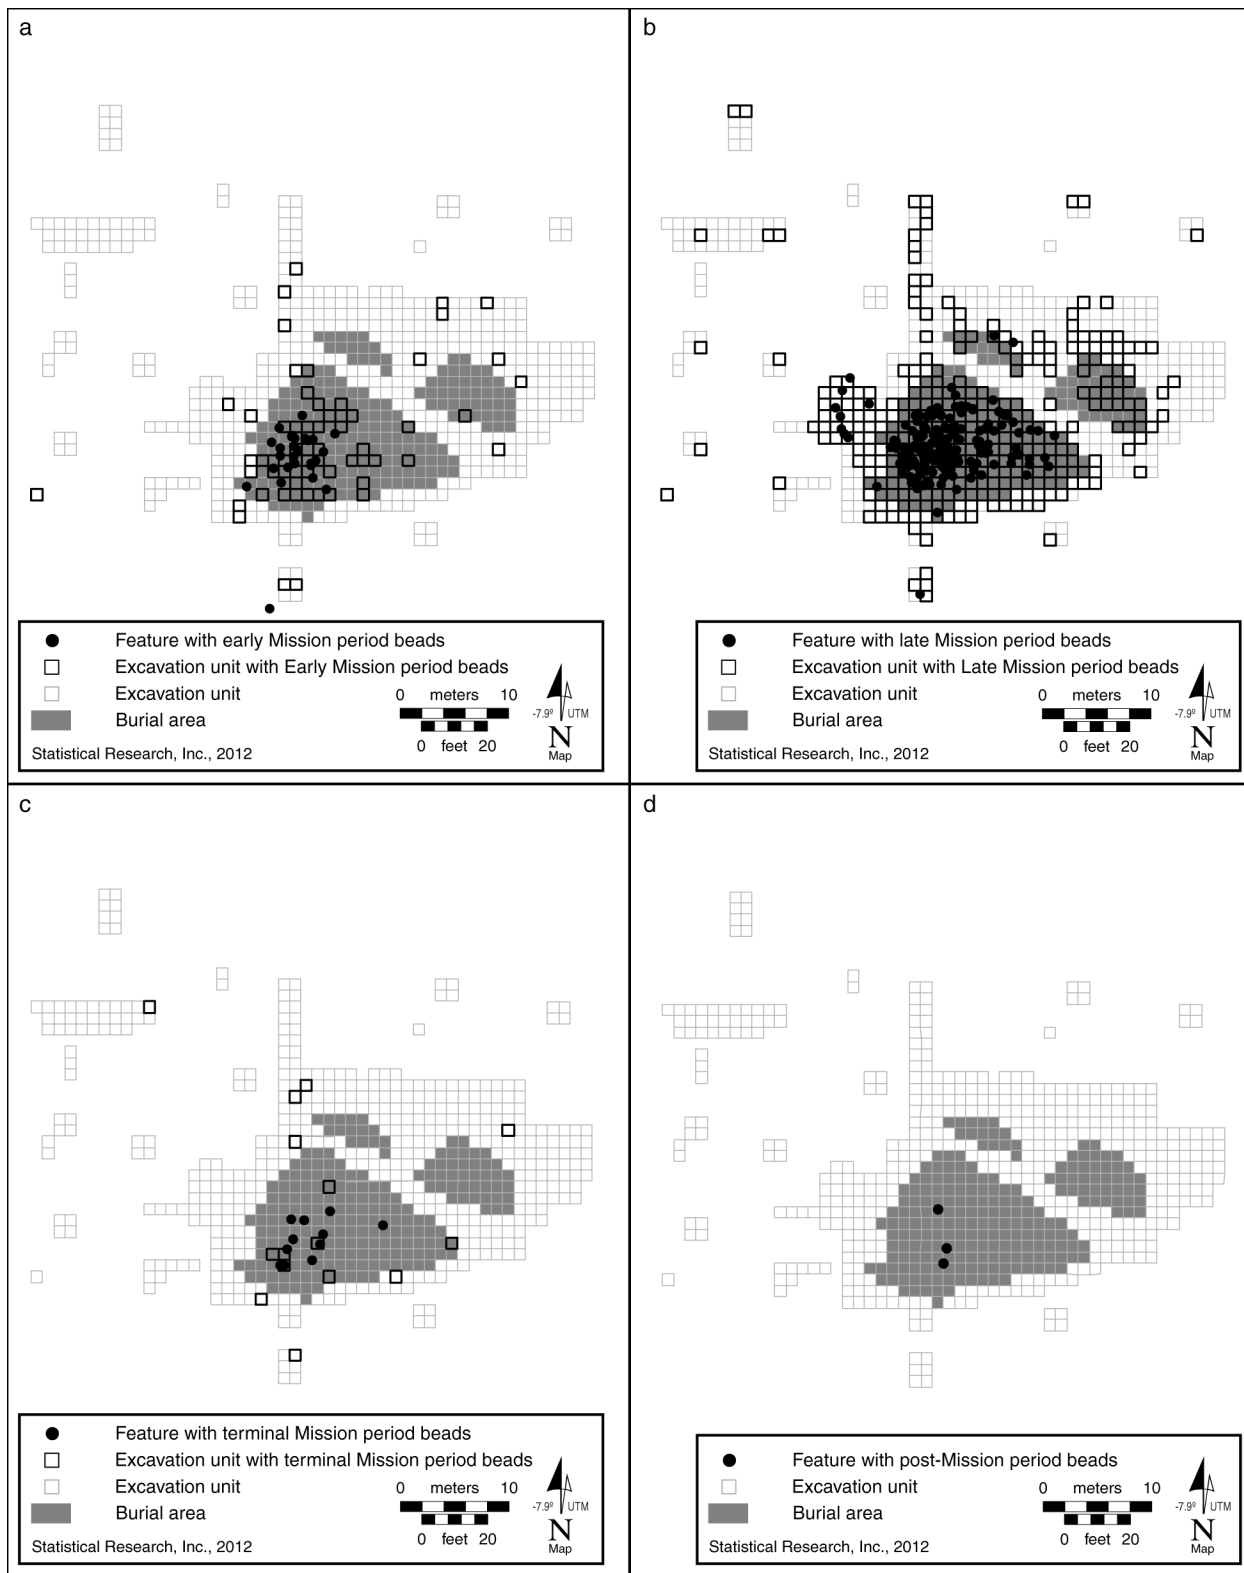 a
Feature with early Mission period beads
Excavation unit with Early Mission period beads
Excavation unit
Burial area
Statistical Research, Inc., 2012
0 meters 10
0 feet 20
-7.9º UTM
N
Map
b
Feature with late Mission period beads
Excavation unit with Late Mission period beads
Excavation unit
Burial area
Statistical Research, Inc., 2012
0 meters 10
0 feet 20
-7.9º UTM
N
Map
c
Feature with terminal Mission period beads
Excavation unit with terminal Mission period beads
Excavation unit
Burial area
Statistical Research, Inc., 2012
0 meters 10
0 feet 20
-7.9º UTM
N
Map
d
Feature with post-Mission period beads
Excavation unit
Burial area
Statistical Research, Inc., 2012
0 meters 10
0 feet 20
-7.9º UTM
N
Map